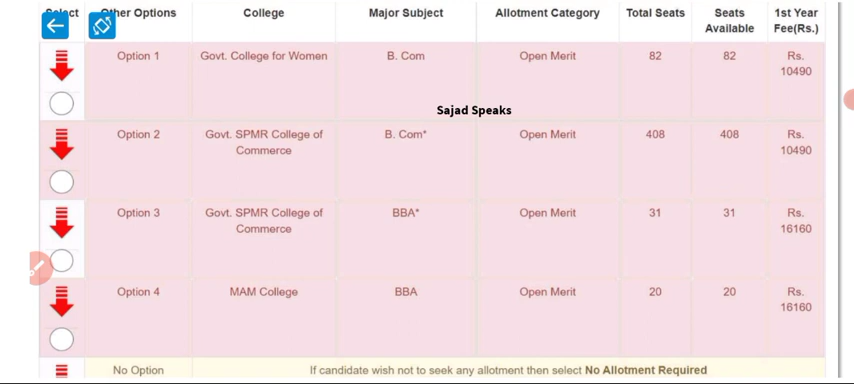 Select Other Options College Major Subject Allotment Category Total Seats Seats Available 1st Year Fee(Rs.)
Option 1 Govt. College for Women B. Com Open Merit 82 82 Rs. 10490
Sajad Speaks
Option 2 Govt. SPMR College of Commerce B. Com* Open Merit 408 408 Rs. 10490
Option 3 Govt. SPMR College of Commerce BBA* Open Merit 31 31 Rs. 16160
Option 4 MAM College BBA Open Merit 20 20 Rs. 16160
No Option If candidate wish not to seek any allotment then select No Allotment Required